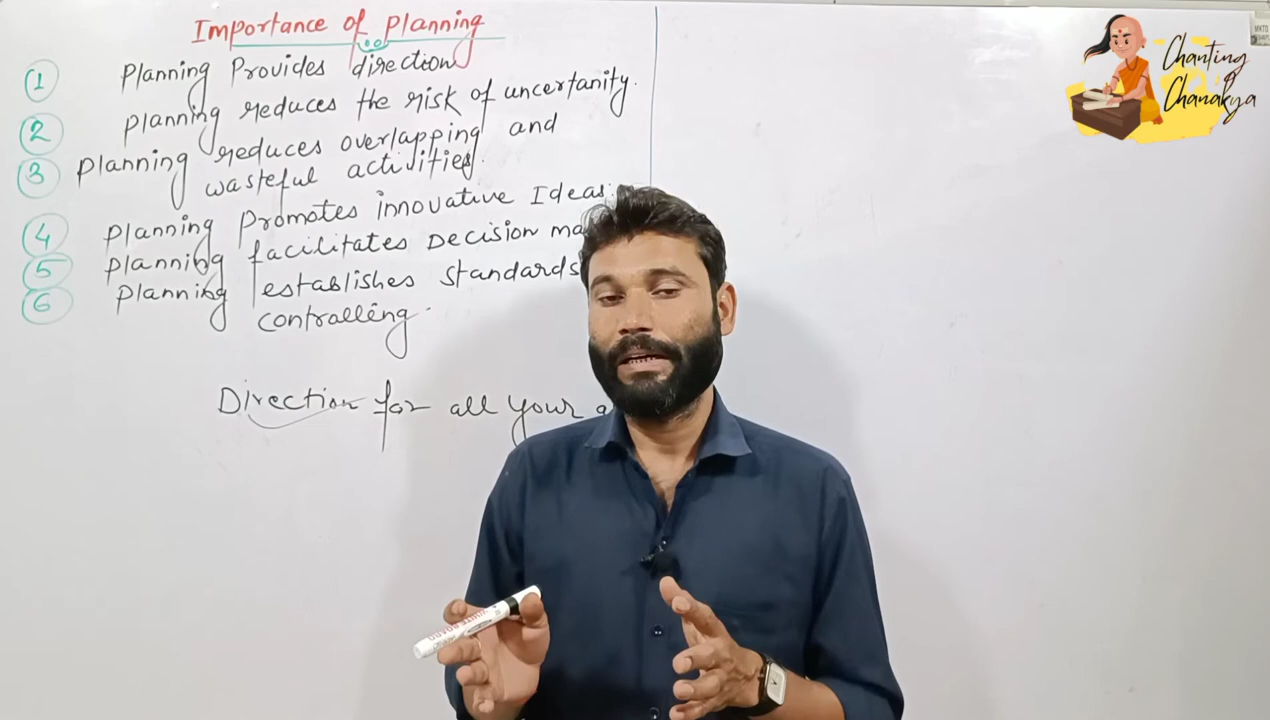 Importance of Planning
1 Planning Provides direction
2 Planning reduces the risk of uncertanity.
3 Planning reduces overlapping and
wasteful activities.
4 Planning Promotes innovative Ideas.
5 Planning facilitates Decision
6 Planning establishes standards
contralling.
Direction for all your
Chanting
Chanakya